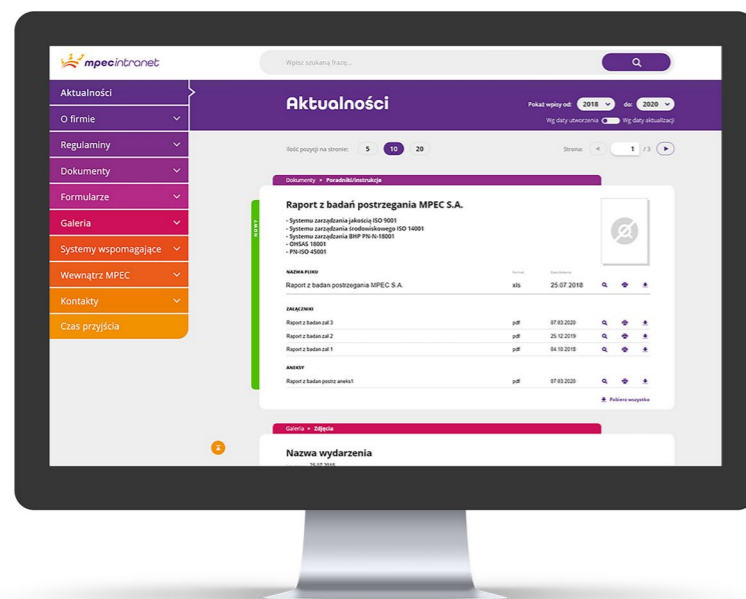 mpecintranet
Wpisz szukaną frazę...
Aktualności
O firmie
Regulaminy
Dokumenty
Formularze
Galeria
Systemy wspomagające
Wewnątrz MPEC
Kontakty
Czas przyjścia
Aktualności
Pokaż wpisy od: 2018 do: 2020
Wg daty utworzenia Wg daty aktualizacji
Ilość pozycji na stronie: 5 10 20
Strona: < 1 / 3
Dokumenty • Poradniki/instrukcje
NOWY
Raport z badań postrzegania MPEC S.A.
- Systemu zarządzania jakością ISO 9001
- Systemu zarządzania środowiskowego ISO 14001
- Systemu zarządzania BHP PN-N-18001
- OHSAS 18001
- PN-ISO 45001
NAZWA PLIKU Format
Raport z badań postrzegania MPEC S.A. xls 25.07.2018
ZAŁĄCZNIKI
Raport z badan zal 3 pdf 07.03.2020
Raport z badan zal 2 pdf 25.12.2019
Raport z badan zal 1 pdf 04.10.2018
ANEKSY
Raport z badan postrz aneks1 pdf 07.03.2020
Pobierz wszystko
Galeria • Zdjęcia
Nazwa wydarzenia
25.07.2018